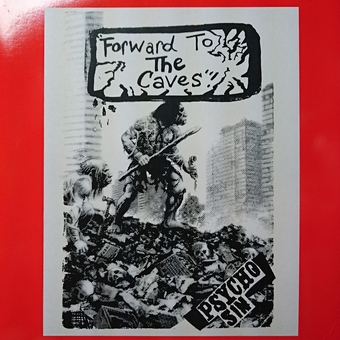 "Forward To
The
Caves"
PSYCHO
SIN